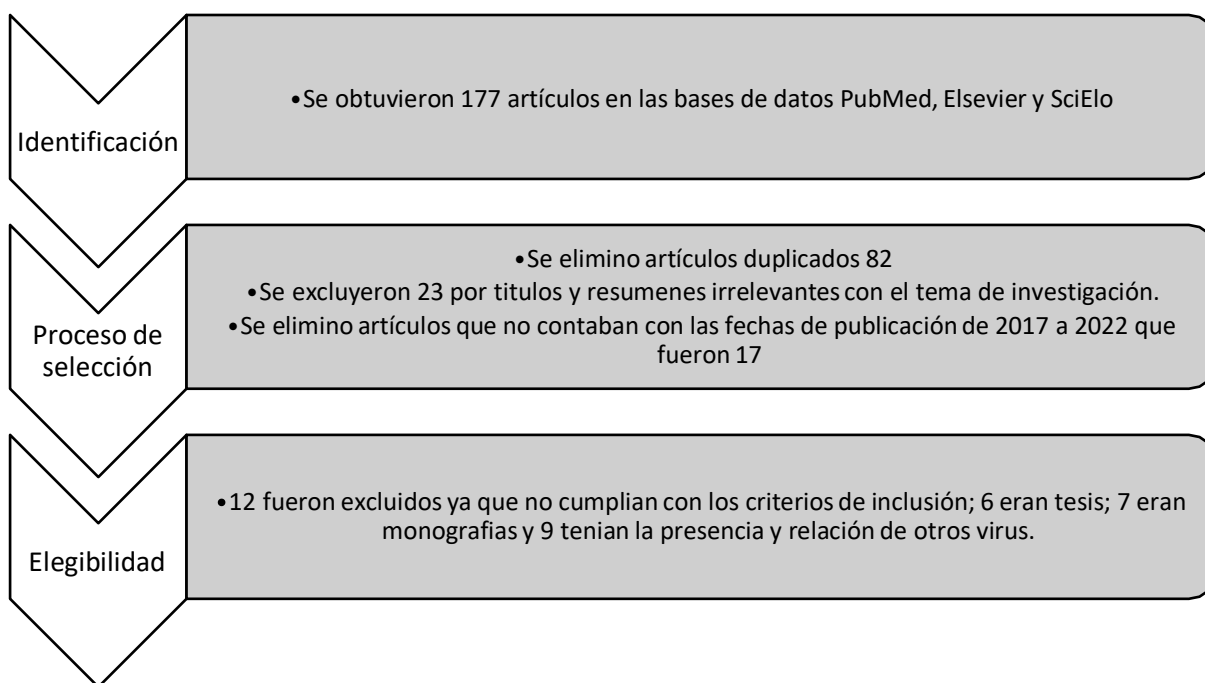 Identificación
•Se obtuvieron 177 artículos en las bases de datos PubMed, Elsevier y SciElo
Proceso de
selección
•Se elimino artículos duplicados 82
•Se excluyeron 23 por titulos y resumenes irrelevantes con el tema de investigación.
•Se elimino artículos que no contaban con las fechas de publicación de 2017 a 2022 que
fueron 17
Elegibilidad
•12 fueron excluidos ya que no cumplian con los criterios de inclusión; 6 eran tesis; 7 eran
monografias y 9 tenian la presencia y relación de otros virus.